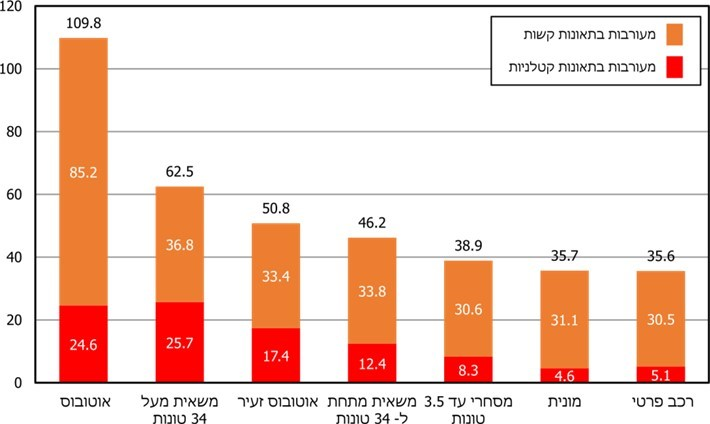 מעורבות בתאונות קשות
מעורבות בתאונות קטלניות
120
100
80
60
40
20
0
109.8
85.2
24.6
62.5
36.8
25.7
50.8
33.4
17.4
46.2
33.8
12.4
38.9
30.6
8.3
35.7
31.1
4.6
35.6
30.5
5.1
אוטובוס
משאית מעל
34 טונות
אוטובוס זעיר
משאית מתחת
ל- 34 טונות
מסחרי עד 3.5
טונות
מונית
רכב פרטי